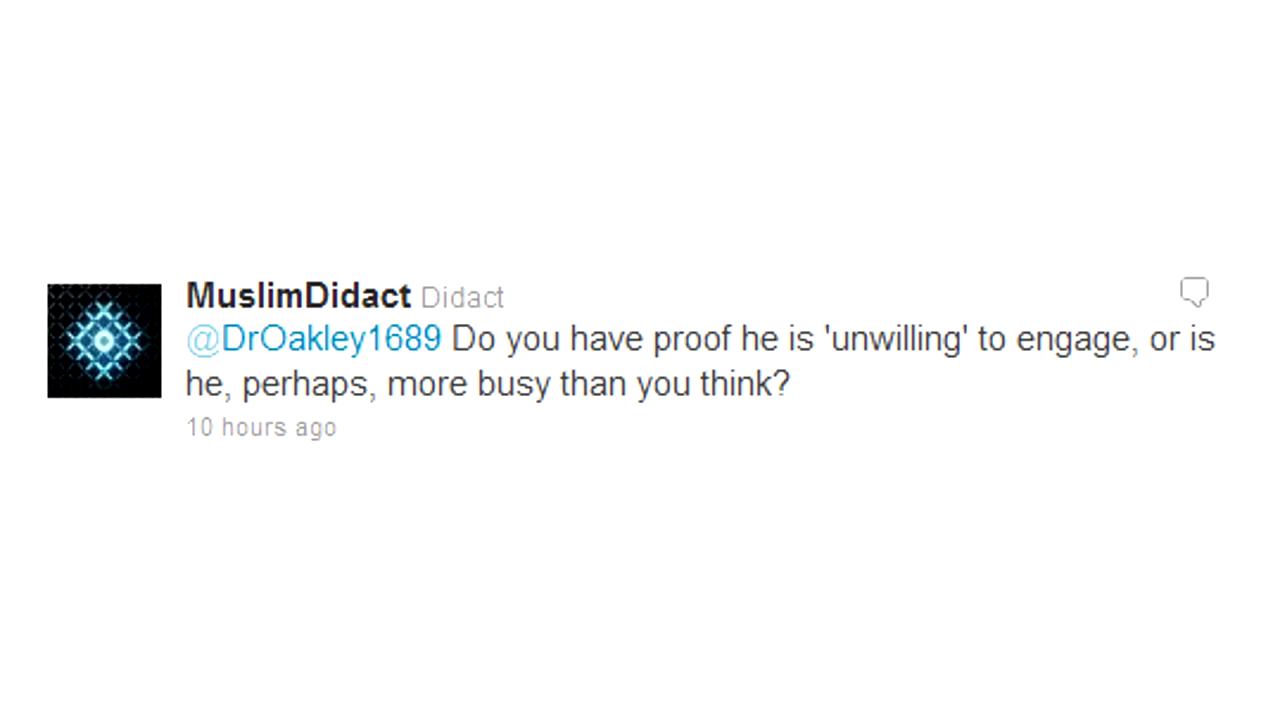 MuslimDidact Didact
@DrOakley1689 Do you have proof he is 'unwilling' to engage, or is
he, perhaps, more busy than you think?
10 hours ago